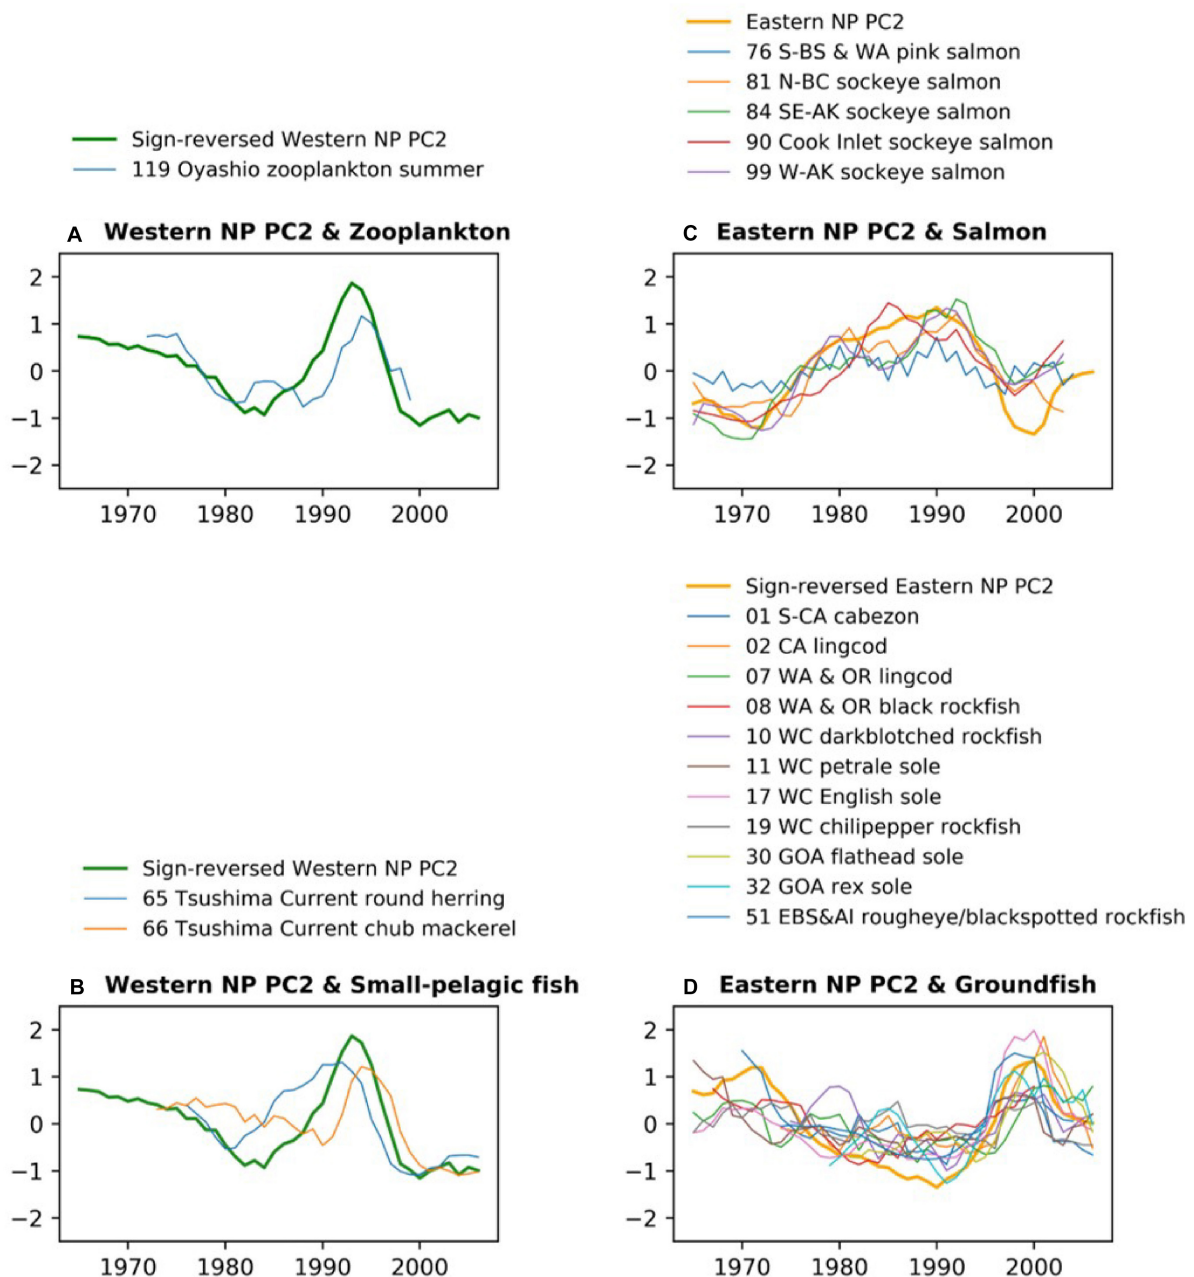 Sign-reversed Western NP PC2
119 Oyashio zooplankton summer
A Western NP PC2 & Zooplankton
2
1
0
−1
−2
1970 1980 1990 2000
Eastern NP PC2
76 S-BS & WA pink salmon
81 N-BC sockeye salmon
84 SE-AK sockeye salmon
90 Cook Inlet sockeye salmon
99 W-AK sockeye salmon
C Eastern NP PC2 & Salmon
2
1
0
−1
−2
1970 1980 1990 2000
Sign-reversed Western NP PC2
65 Tsushima Current round herring
66 Tsushima Current chub mackerel
B Western NP PC2 & Small-pelagic fish
2
1
0
−1
−2
1970 1980 1990 2000
Sign-reversed Eastern NP PC2
01 S-CA cabezon
02 CA lingcod
07 WA & OR lingcod
08 WA & OR black rockfish
10 WC darkblotched rockfish
11 WC petrale sole
17 WC English sole
19 WC chilipepper rockfish
30 GOA flathead sole
32 GOA rex sole
51 EBS&AI rougheye/blackspotted rockfish
D Eastern NP PC2 & Groundfish
2
1
0
−1
−2
1970 1980 1990 2000